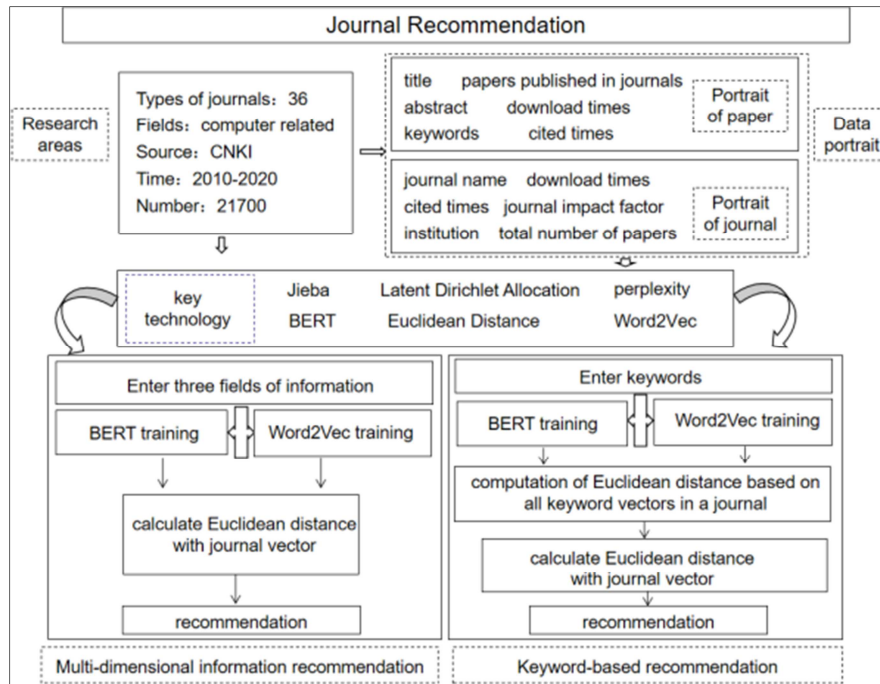 Journal Recommendation
Research
areas
Types of journals：36
Fields：computer related
Source：CNKI
Time：2010-2020
Number：21700
title papers published in journals
abstract download times
keywords cited times
Portrait
of paper
journal name download times
cited times journal impact factor
institution total number of papers
Portrait
of journal
Data
portrait
key
technology
Jieba Latent Dirichlet Allocation perplexity
BERT Euclidean Distance Word2Vec
Enter three fields of information
BERT training
Word2Vec training
calculate Euclidean distance
with journal vector
recommendation
Multi-dimensional information recommendation
Enter keywords
BERT training
Word2Vec training
computation of Euclidean distance based on
all keyword vectors in a journal
calculate Euclidean distance
with journal vector
recommendation
Keyword-based recommendation